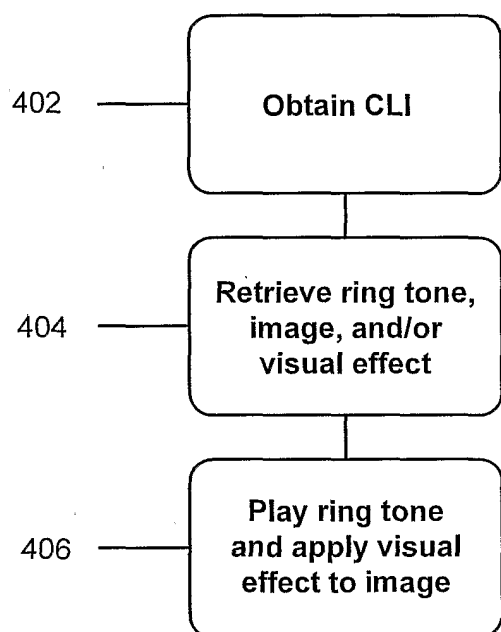 402
Obtain CLI
404
Retrieve ring tone,
image, and/or
visual effect
406
Play ring tone
and apply visual
effect to image